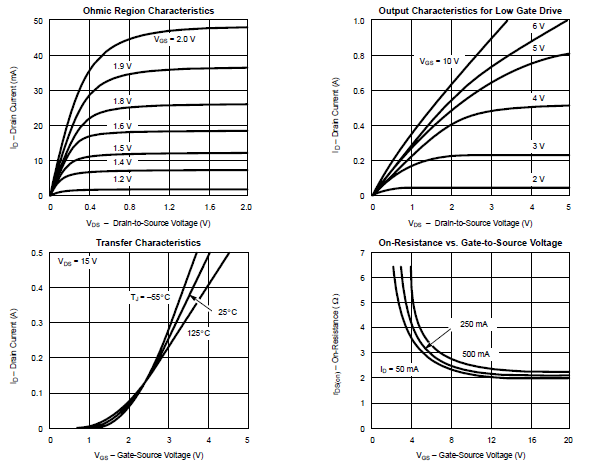 Ohmic Region Characteristics
50
40
30
20
10
0
VGS = 2.0 V
1.9 V
1.8 V
1.6 V
1.5 V
1.4 V
1.2 V
0 0.4 0.8 1.2 1.6 2.0
ID – Drain Current (mA)
VDS – Drain-to-Source Voltage (V)
Output Characteristics for Low Gate Drive
1.0
0.8
0.6
0.4
0.2
0
VGS = 10 V
6 V
5 V
4 V
3 V
2 V
0 1 2 3 4 5
ID – Drain Current (A)
VDS – Drain-to-Source Voltage (V)
Transfer Characteristics
0.5
0.4
0.3
0.2
0.1
0
VDS = 15 V
TJ = –55°C
25°C
125°C
0 1 2 3 4 5
ID – Drain Current (A)
VGS – Gate-Source Voltage (V)
On-Resistance vs. Gate-to-Source Voltage
7
6
5
4
3
2
1
0
250 mA
500 mA
ID = 50 mA
0 4 8 12 16 20
rDS(on) – On-Resistance ( Ω )
VGS – Gate-Source Voltage (V)